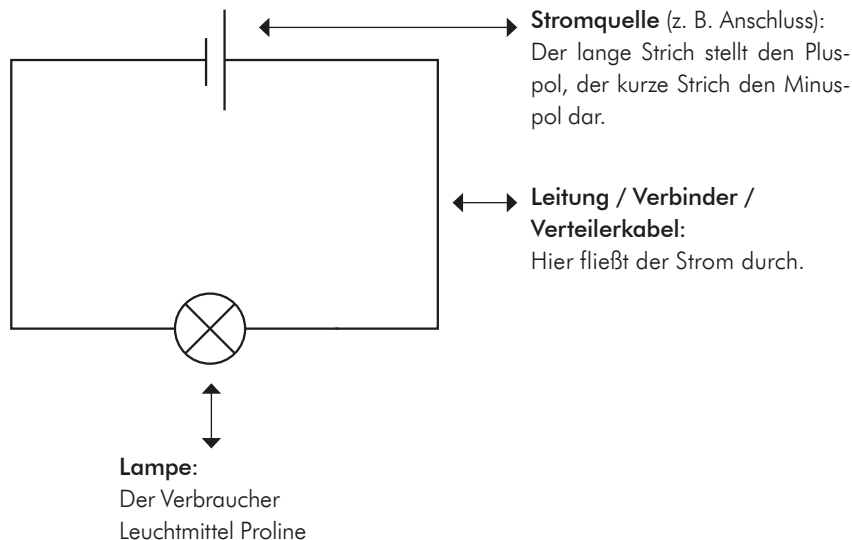 Stromquelle (z. B. Anschluss):
Der lange Strich stellt den Plus-
pol, der kurze Strich den Minus-
pol dar.
Leitung / Verbinder /
Verteilerkabel:
Hier fließt der Strom durch.
Lampe:
Der Verbraucher
Leuchtmittel Proline